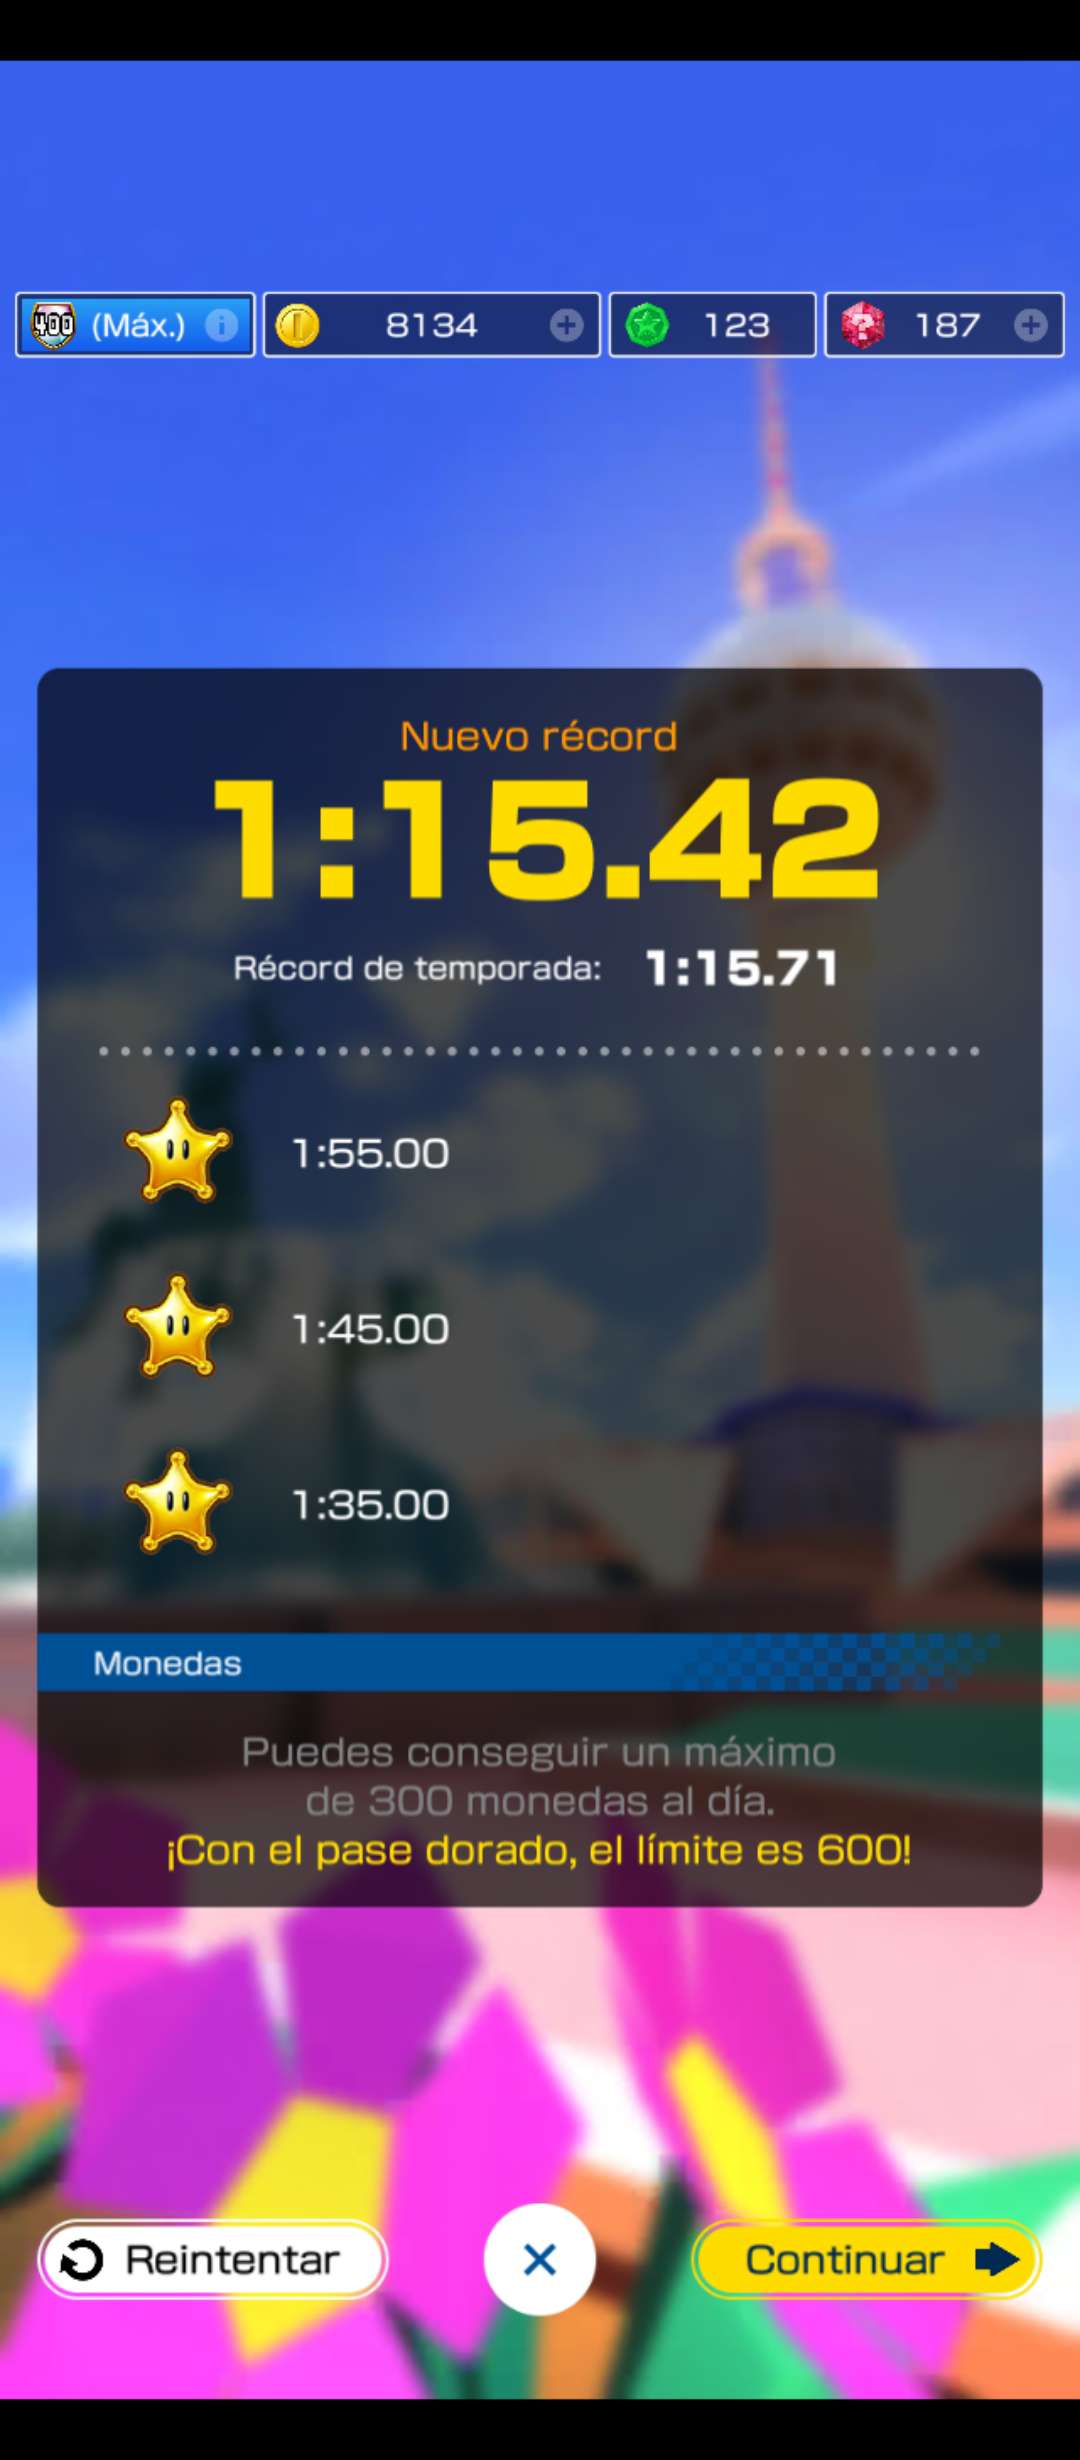 400 (Máx.) i 8134 + 123 ? 187 +
Nuevo récord
1:15.42
Récord de temporada: 1:15.71
1:55.00
1:45.00
1:35.00
Monedas
Puedes conseguir un máximo
de 300 monedas al día.
¡Con el pase dorado, el límite es 600!
Reintentar × Continuar